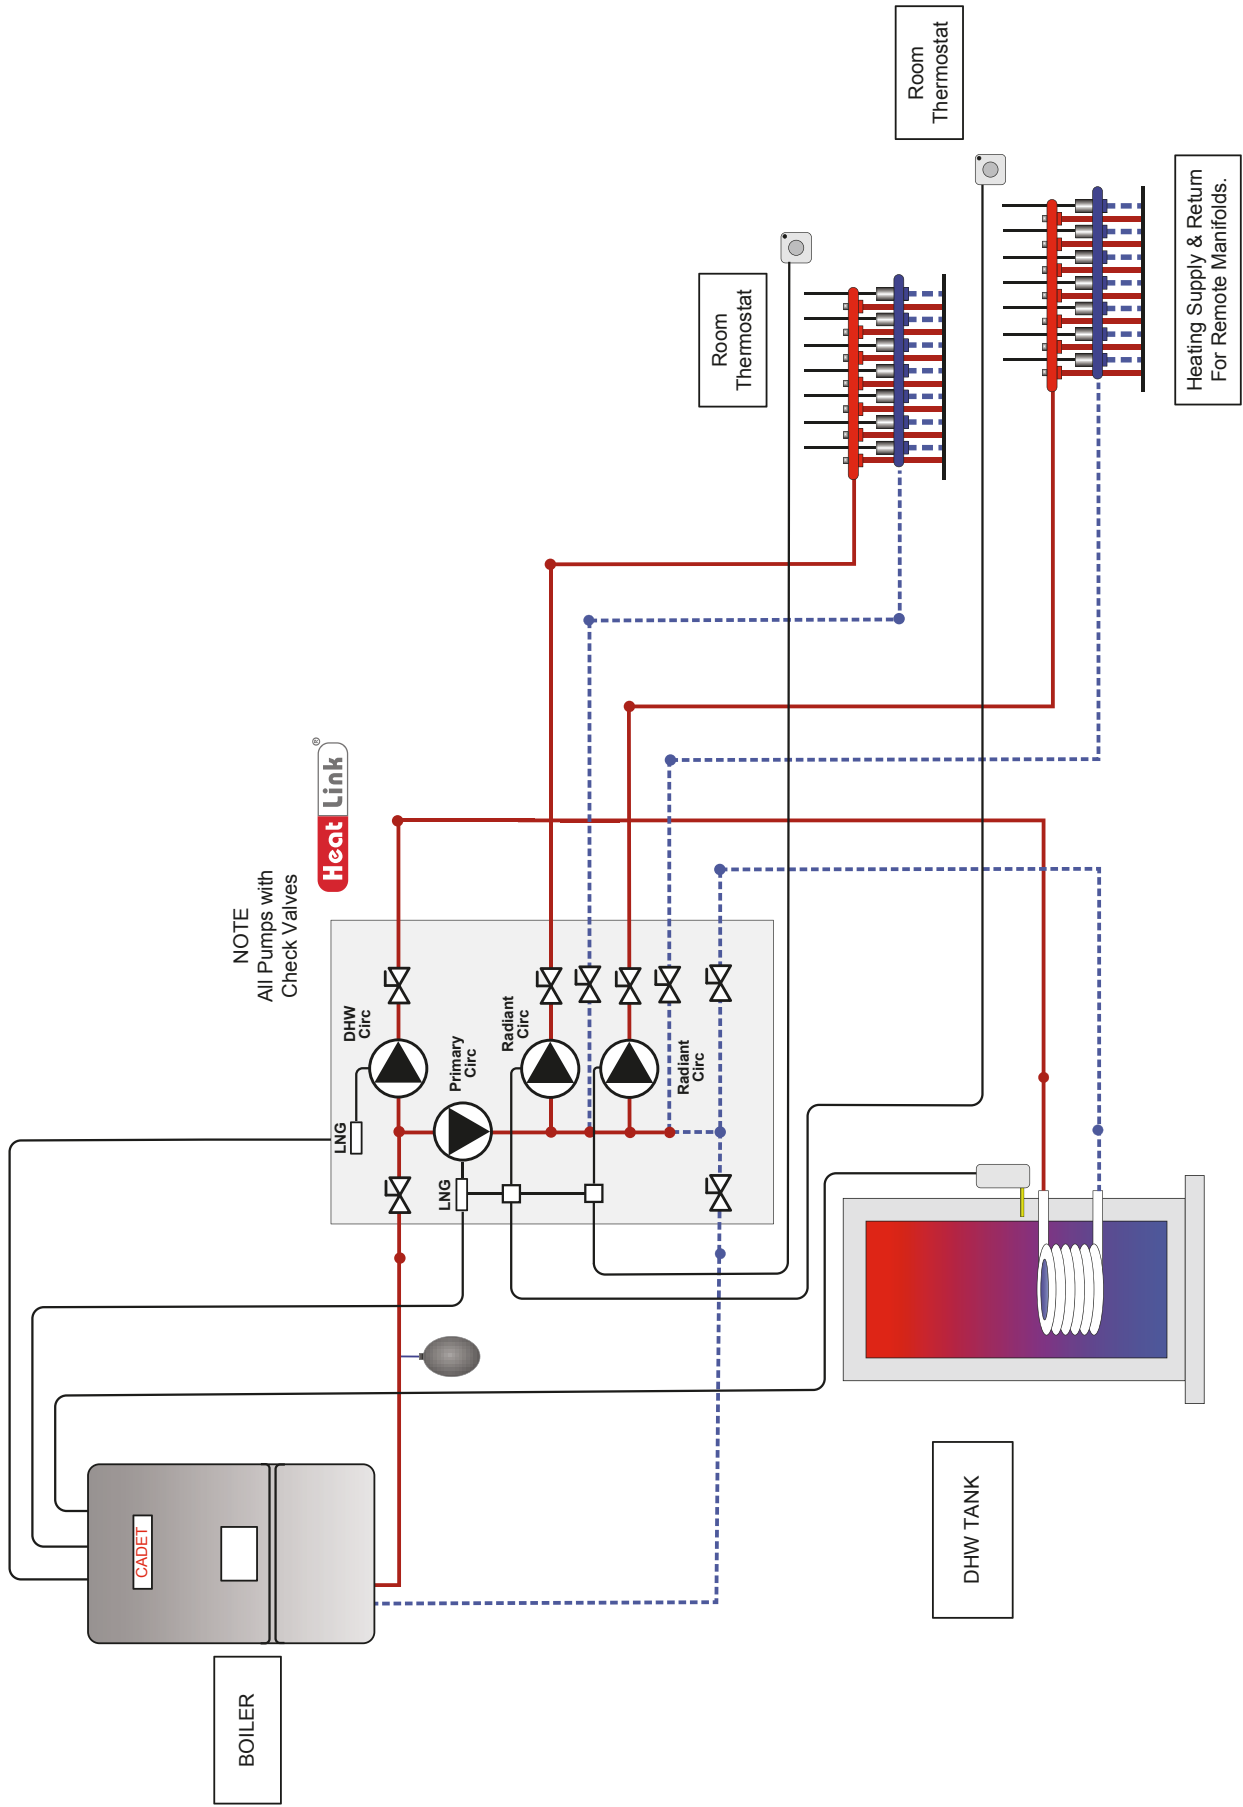 BOILER
CADET
NOTE
All Pumps with
Check Valves
Heat Link®
LNG
DHW
Circ
LNG
Primary
Circ
Radiant
Circ
Radiant
Circ
DHW TANK
Room
Thermostat
Room
Thermostat
Heating Supply & Return
For Remote Manifolds.